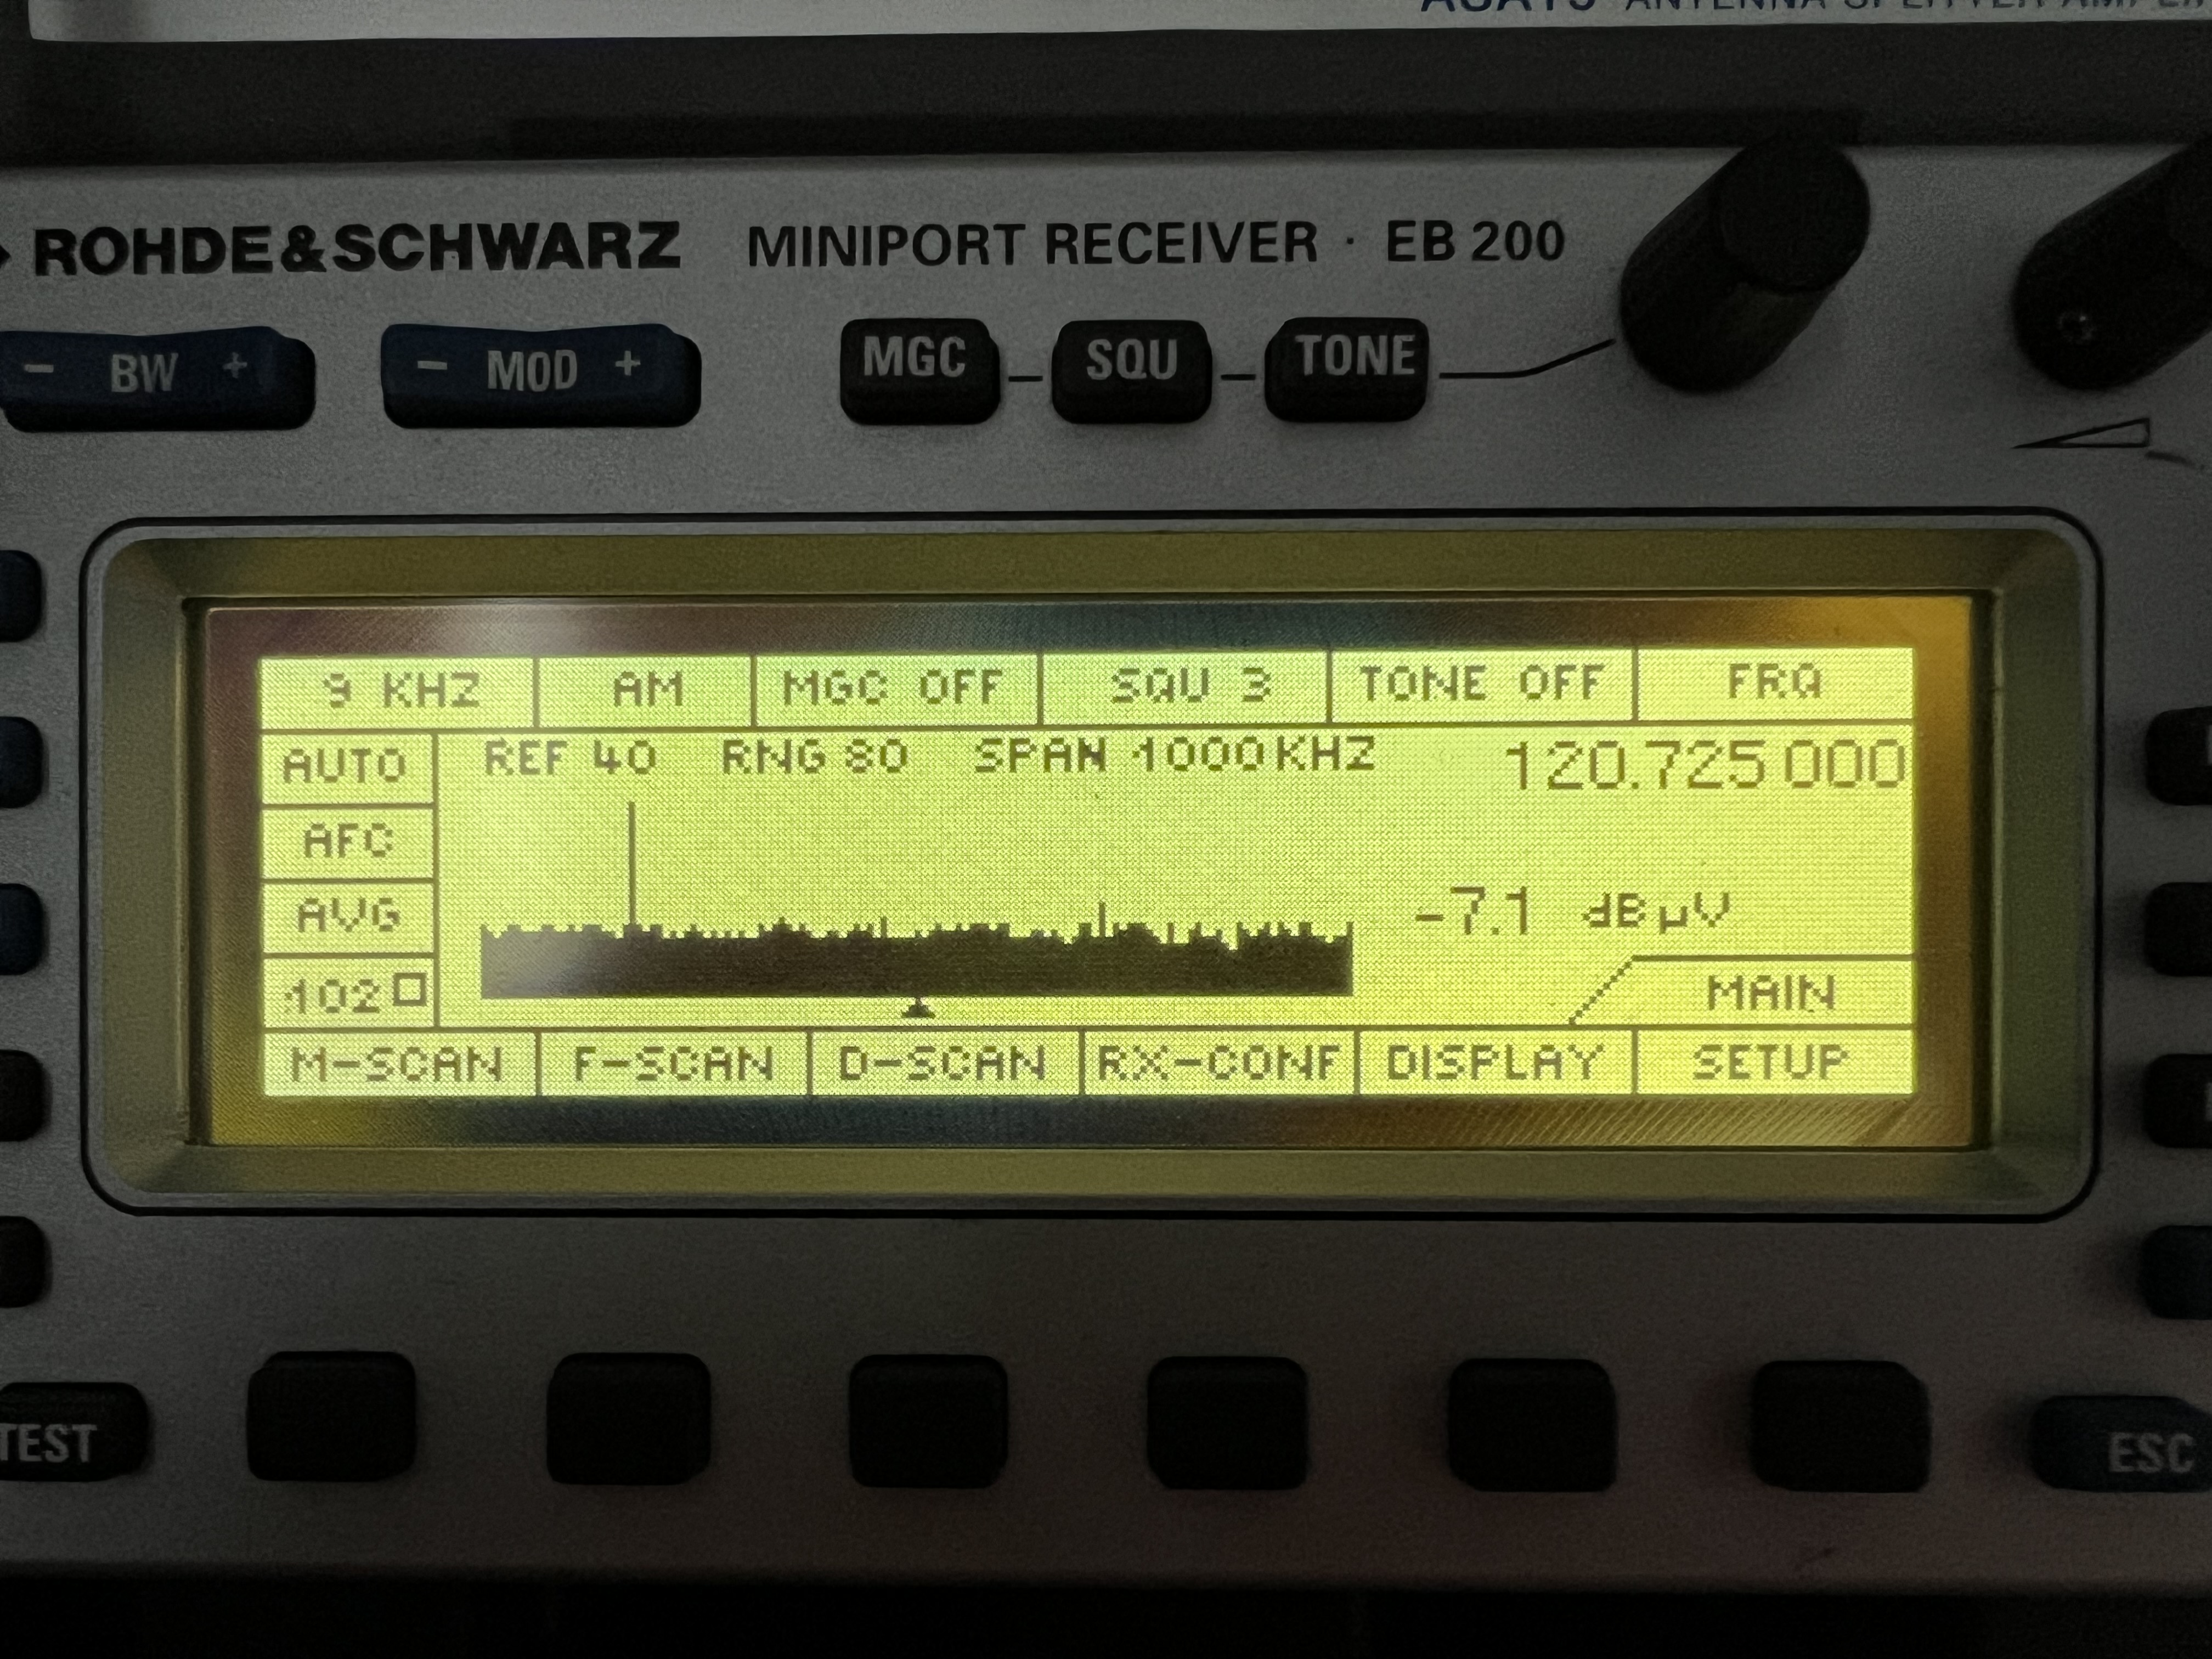 ROHDE&SCHWARZ MINIPORT RECEIVER · EB 200
- BW + - MOD + MGC SQU TONE
9 KHZ AM MGC OFF SQU 3 TONE OFF FRQ
AUTO REF 40 RNG 80 SPAN 1000KHZ 120.725 000
AFC
AVG -7.1 dBµV
102 MAIN
M-SCAN F-SCAN D-SCAN RX-CONF DISPLAY SETUP
TEST ESC